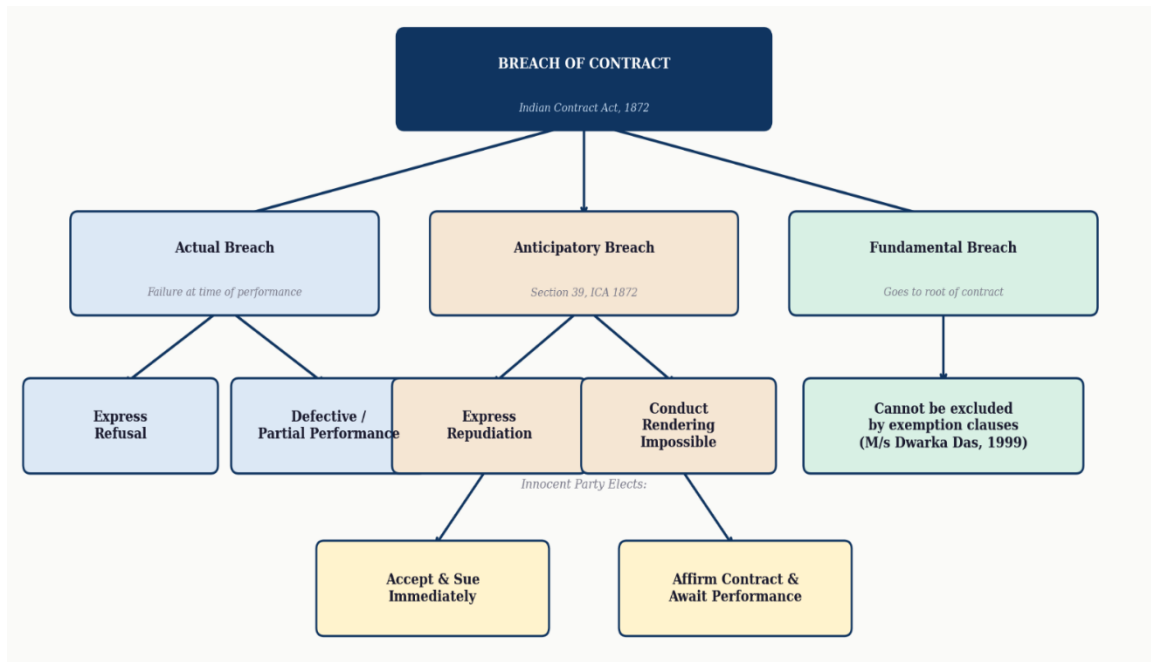 BREACH OF CONTRACT
Indian Contract Act, 1872
Actual Breach
Failure at time of performance
Anticipatory Breach
Section 39, ICA 1872
Fundamental Breach
Goes to root of contract
Express
Refusal
Defective /
Partial Performance
Express
Repudiation
Conduct
Rendering
Impossible
Cannot be excluded
by exemption clauses
(M/s Dwarka Das, 1999)
Innocent Party Elects:
Accept & Sue
Immediately
Affirm Contract &
Await Performance